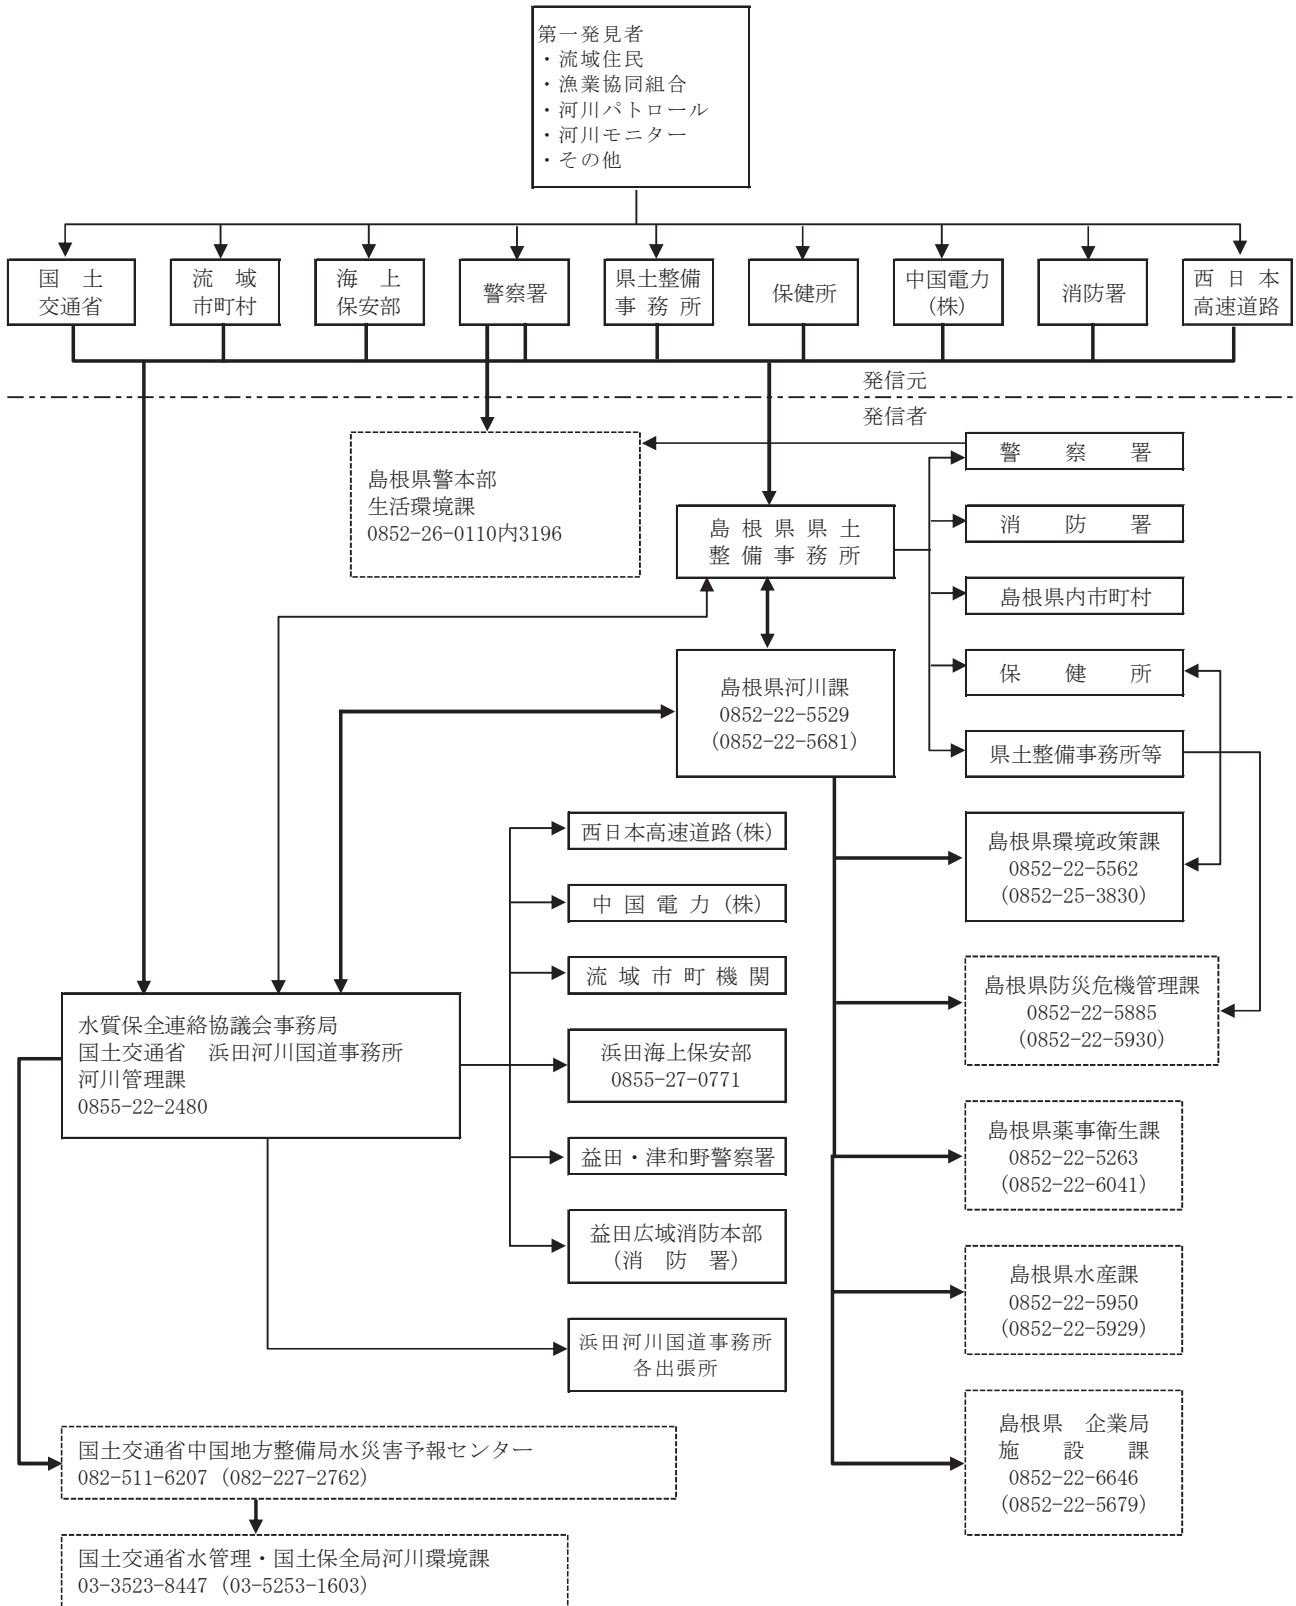 第一発見者
・流域住民
・漁業協同組合
・河川パトロール
・河川モニター
・その他
国　土
交通省
流　域
市町村
海　上
保安部
警察署
県土整備
事 務 所
保健所
中国電力
(株)
消防署
西 日 本
高速道路
発信元
発信者
島根県警本部
生活環境課
0852-26-0110内3196
島 根 県 県 土
整 備 事 務 所
警　察　署
消　防　署
島根県内市町村
保　健　所
県土整備事務所等
島根県河川課
0852-22-5529
(0852-22-5681)
島根県環境政策課
0852-22-5562
(0852-25-3830)
島根県防災危機管理課
0852-22-5885
(0852-22-5930)
島根県薬事衛生課
0852-22-5263
(0852-22-6041)
島根県水産課
0852-22-5950
(0852-22-5929)
島根県　企業局
施　設　課
0852-22-6646
(0852-22-5679)
西日本高速道路(株)
中 国 電 力 (株)
流 域 市 町 機 関
浜田海上保安部
0855-27-0771
益田・津和野警察署
益田広域消防本部
(消　防　署)
浜田河川国道事務所
各出張所
水質保全連絡協議会事務局
国土交通省　浜田河川国道事務所
河川管理課
0855-22-2480
国土交通省中国地方整備局水災害予報センター
082-511-6207 (082-227-2762)
国土交通省水管理・国土保全局河川環境課
03-3523-8447 (03-5253-1603)